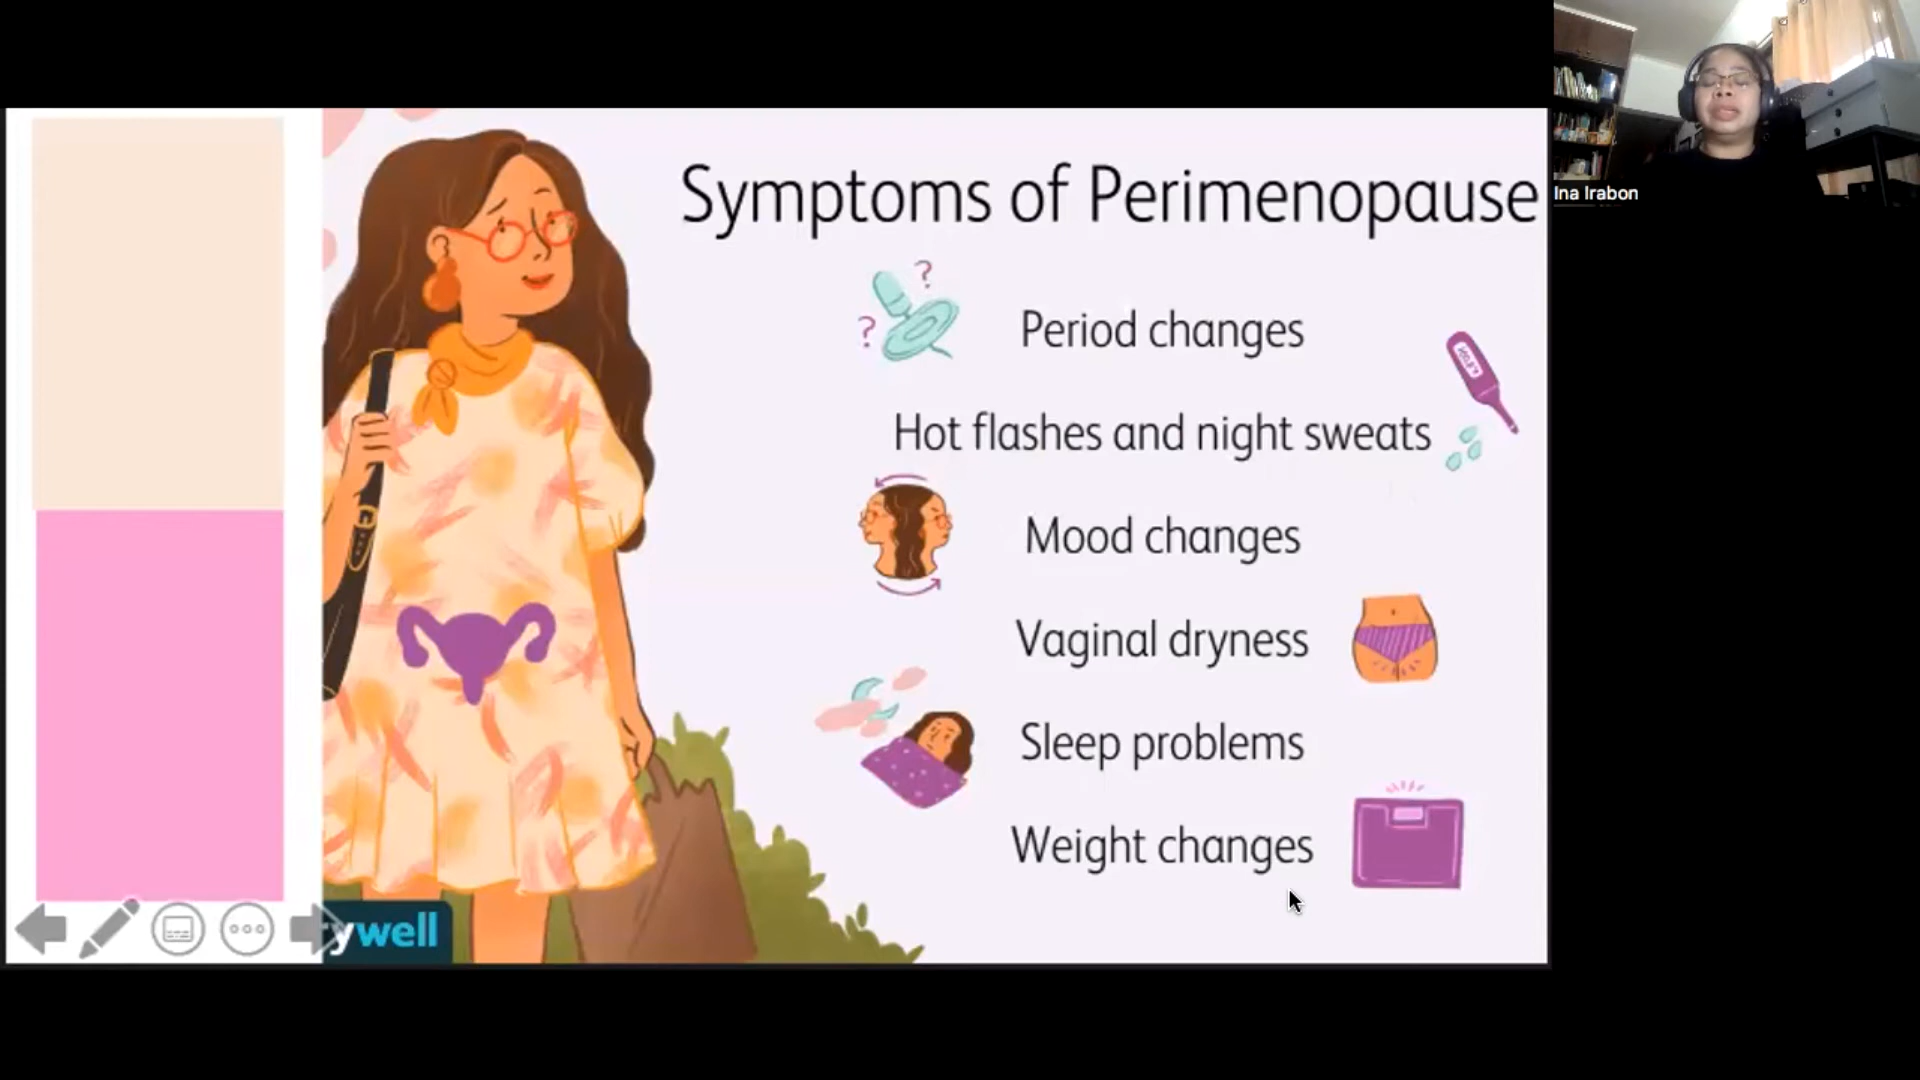 Symptoms of Perimenopause
Period changes
Hot flashes and night sweats
Mood changes
Vaginal dryness
Sleep problems
Weight changes
ywell
Ina Irabon